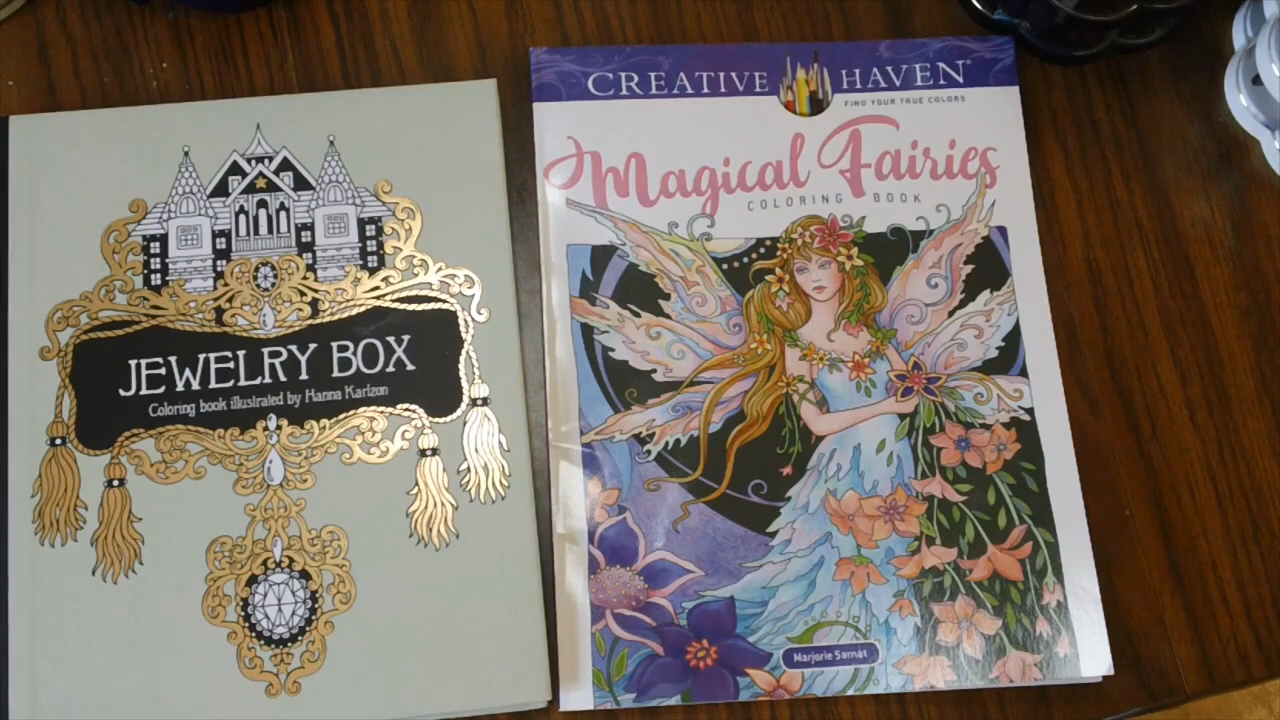 JEWELRY BOX
Coloring book illustrated by Hanna Karlzon
CREATIVE HAVEN®
FIND YOUR TRUE COLORS
Magical Fairies
COLORING BOOK
Marjorie Sarnat